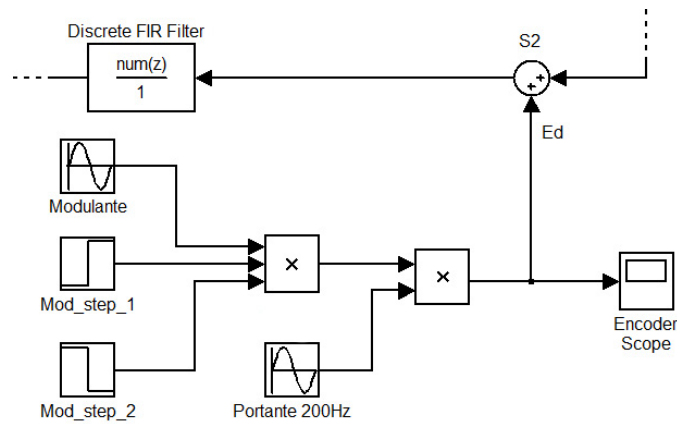 Discrete FIR Filter
num(z)
1
S2
+
+
Ed
Modulante
Mod_step_1
×
×
Encoder
Scope
Mod_step_2
Portante 200Hz